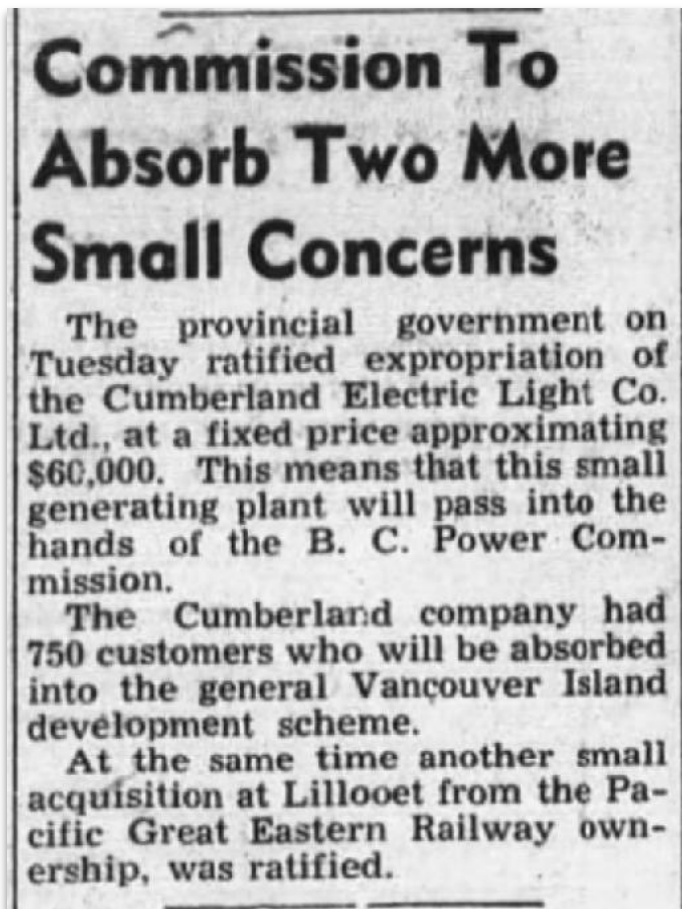 Commission To
Absorb Two More
Small Concerns
The provincial government on
Tuesday ratified expropriation of
the Cumberland Electric Light Co.
Ltd., at a fixed price approximating
$60,000. This means that this small
generating plant will pass into the
hands of the B. C. Power Com-
mission.
The Cumberland company had
750 customers who will be absorbed
into the general Vancouver Island
development scheme.
At the same time another small
acquisition at Lillooet from the Pa-
cific Great Eastern Railway own-
ership, was ratified.